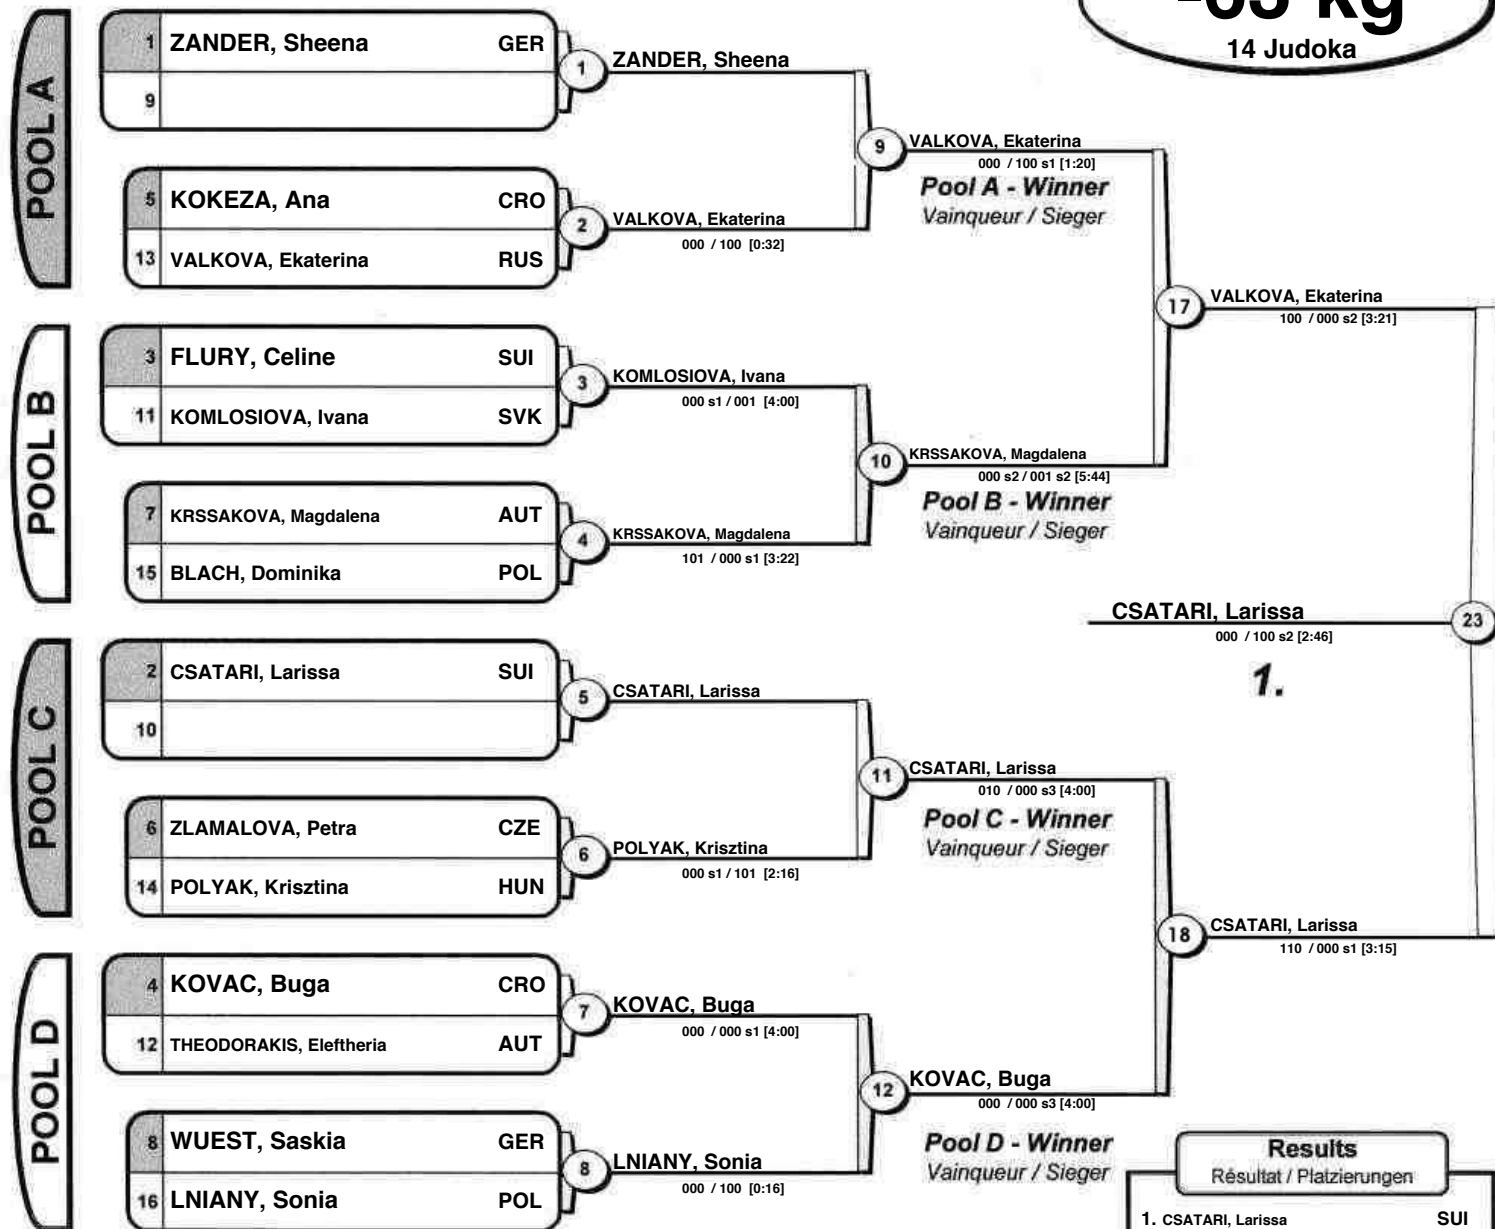 -63 kg
14 Judoka
POOL A
1 ZANDER, Sheena GER
9
1 ZANDER, Sheena
5 KOKEZA, Ana CRO
13 VALKOVA, Ekaterina RUS
2 VALKOVA, Ekaterina
000 / 100 [0:32]
9 VALKOVA, Ekaterina
000 / 100 s1 [1:20]
Pool A - Winner
Vainqueur / Sieger
POOL B
3 FLURY, Celine SUI
11 KOMLOSIOVA, Ivana SVK
3 KOMLOSIOVA, Ivana
000 s1 / 001 [4:00]
7 KRSSAKOVA, Magdalena AUT
15 BLACH, Dominika POL
4 KRSSAKOVA, Magdalena
101 / 000 s1 [3:22]
10 KRSSAKOVA, Magdalena
000 s2 / 001 s2 [5:44]
Pool B - Winner
Vainqueur / Sieger
17 VALKOVA, Ekaterina
100 / 000 s2 [3:21]
CSATARI, Larissa 23
000 / 100 s2 [2:46]
1.
POOL C
2 CSATARI, Larissa SUI
10
5 CSATARI, Larissa
6 ZLAMALOVA, Petra CZE
14 POLYAK, Krisztina HUN
6 POLYAK, Krisztina
000 s1 / 101 [2:16]
11 CSATARI, Larissa
010 / 000 s3 [4:00]
Pool C - Winner
Vainqueur / Sieger
18 CSATARI, Larissa
110 / 000 s1 [3:15]
POOL D
4 KOVAC, Buga CRO
12 THEODORAKIS, Eleftheria AUT
7 KOVAC, Buga
000 / 000 s1 [4:00]
8 WUEST, Saskia GER
16 LNIANY, Sonia POL
8 LNIANY, Sonia
000 / 100 [0:16]
12 KOVAC, Buga
000 / 000 s3 [4:00]
Pool D - Winner
Vainqueur / Sieger
Results
Résultat / Platzierungen
1. CSATARI, Larissa SUI